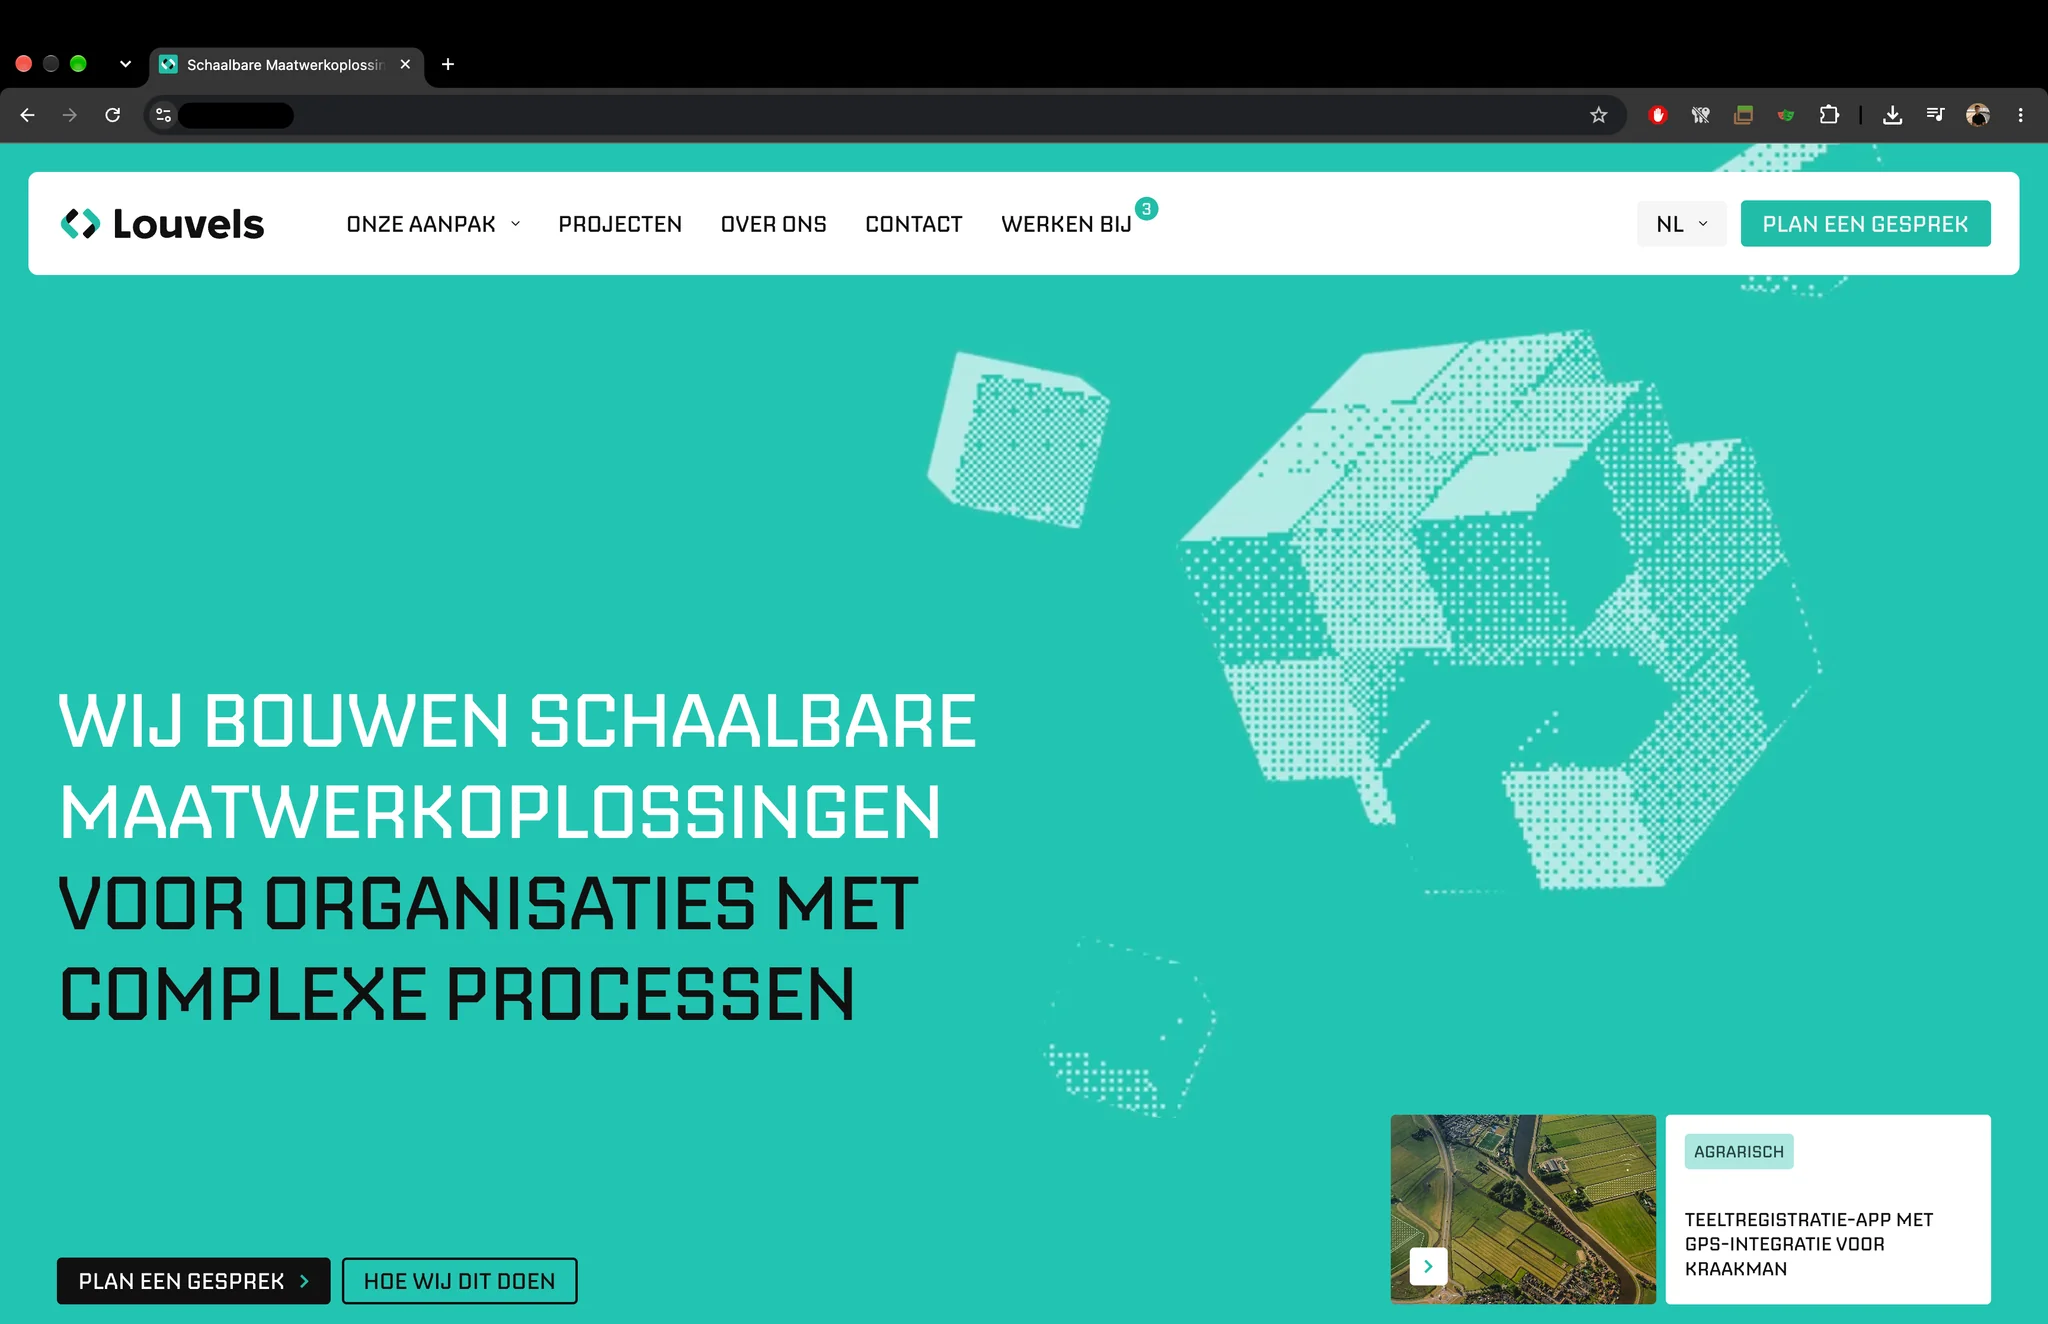 Schaalbare Maatwerkoplossin
Louvels
ONZE AANPAK
PROJECTEN
OVER ONS
CONTACT
WERKEN BIJ
3
NL
PLAN EEN GESPREK
WIJ BOUWEN SCHAALBARE
MAATWERKOPLOSSINGEN
VOOR ORGANISATIES MET
COMPLEXE PROCESSEN
PLAN EEN GESPREK
HOE WIJ DIT DOEN
AGRARISCH
TEELTREGISTRATIE-APP MET
GPS-INTEGRATIE VOOR
KRAAKMAN